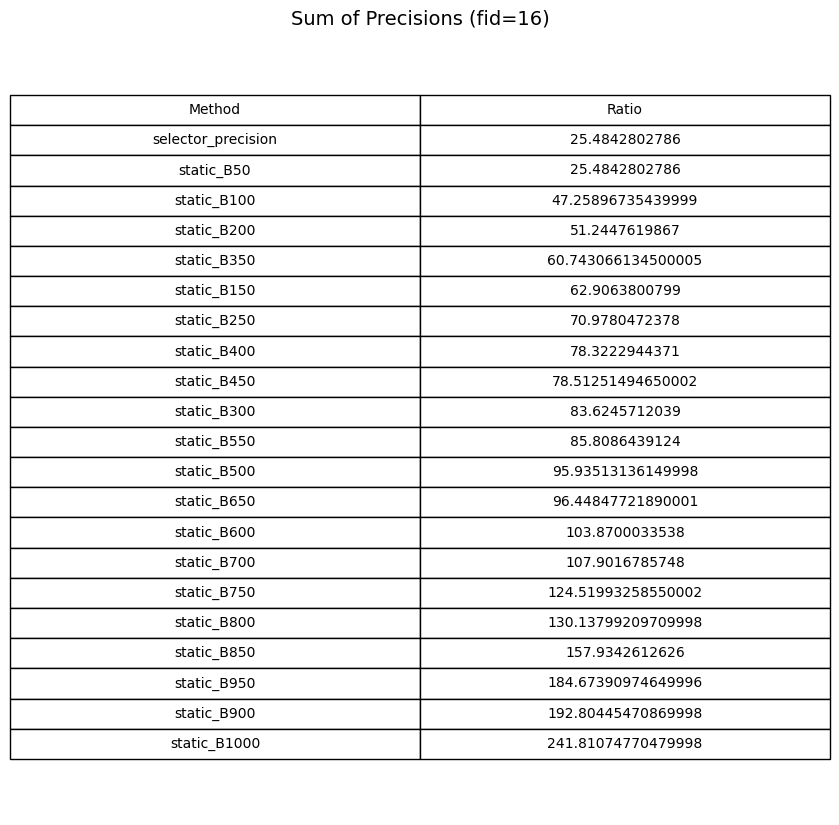 Sum of Precisions (fid=16)
Method Ratio
selector_precision 25.4842802786
static_B50 25.4842802786
static_B100 47.25896735439999
static_B200 51.2447619867
static_B350 60.743066134500005
static_B150 62.9063800799
static_B250 70.9780472378
static_B400 78.3222944371
static_B450 78.51251494650002
static_B300 83.6245712039
static_B550 85.8086439124
static_B500 95.93513136149998
static_B650 96.44847721890001
static_B600 103.8700033538
static_B700 107.9016785748
static_B750 124.51993258550002
static_B800 130.13799209709998
static_B850 157.9342612626
static_B950 184.67390974649996
static_B900 192.80445470869998
static_B1000 241.81074770479998